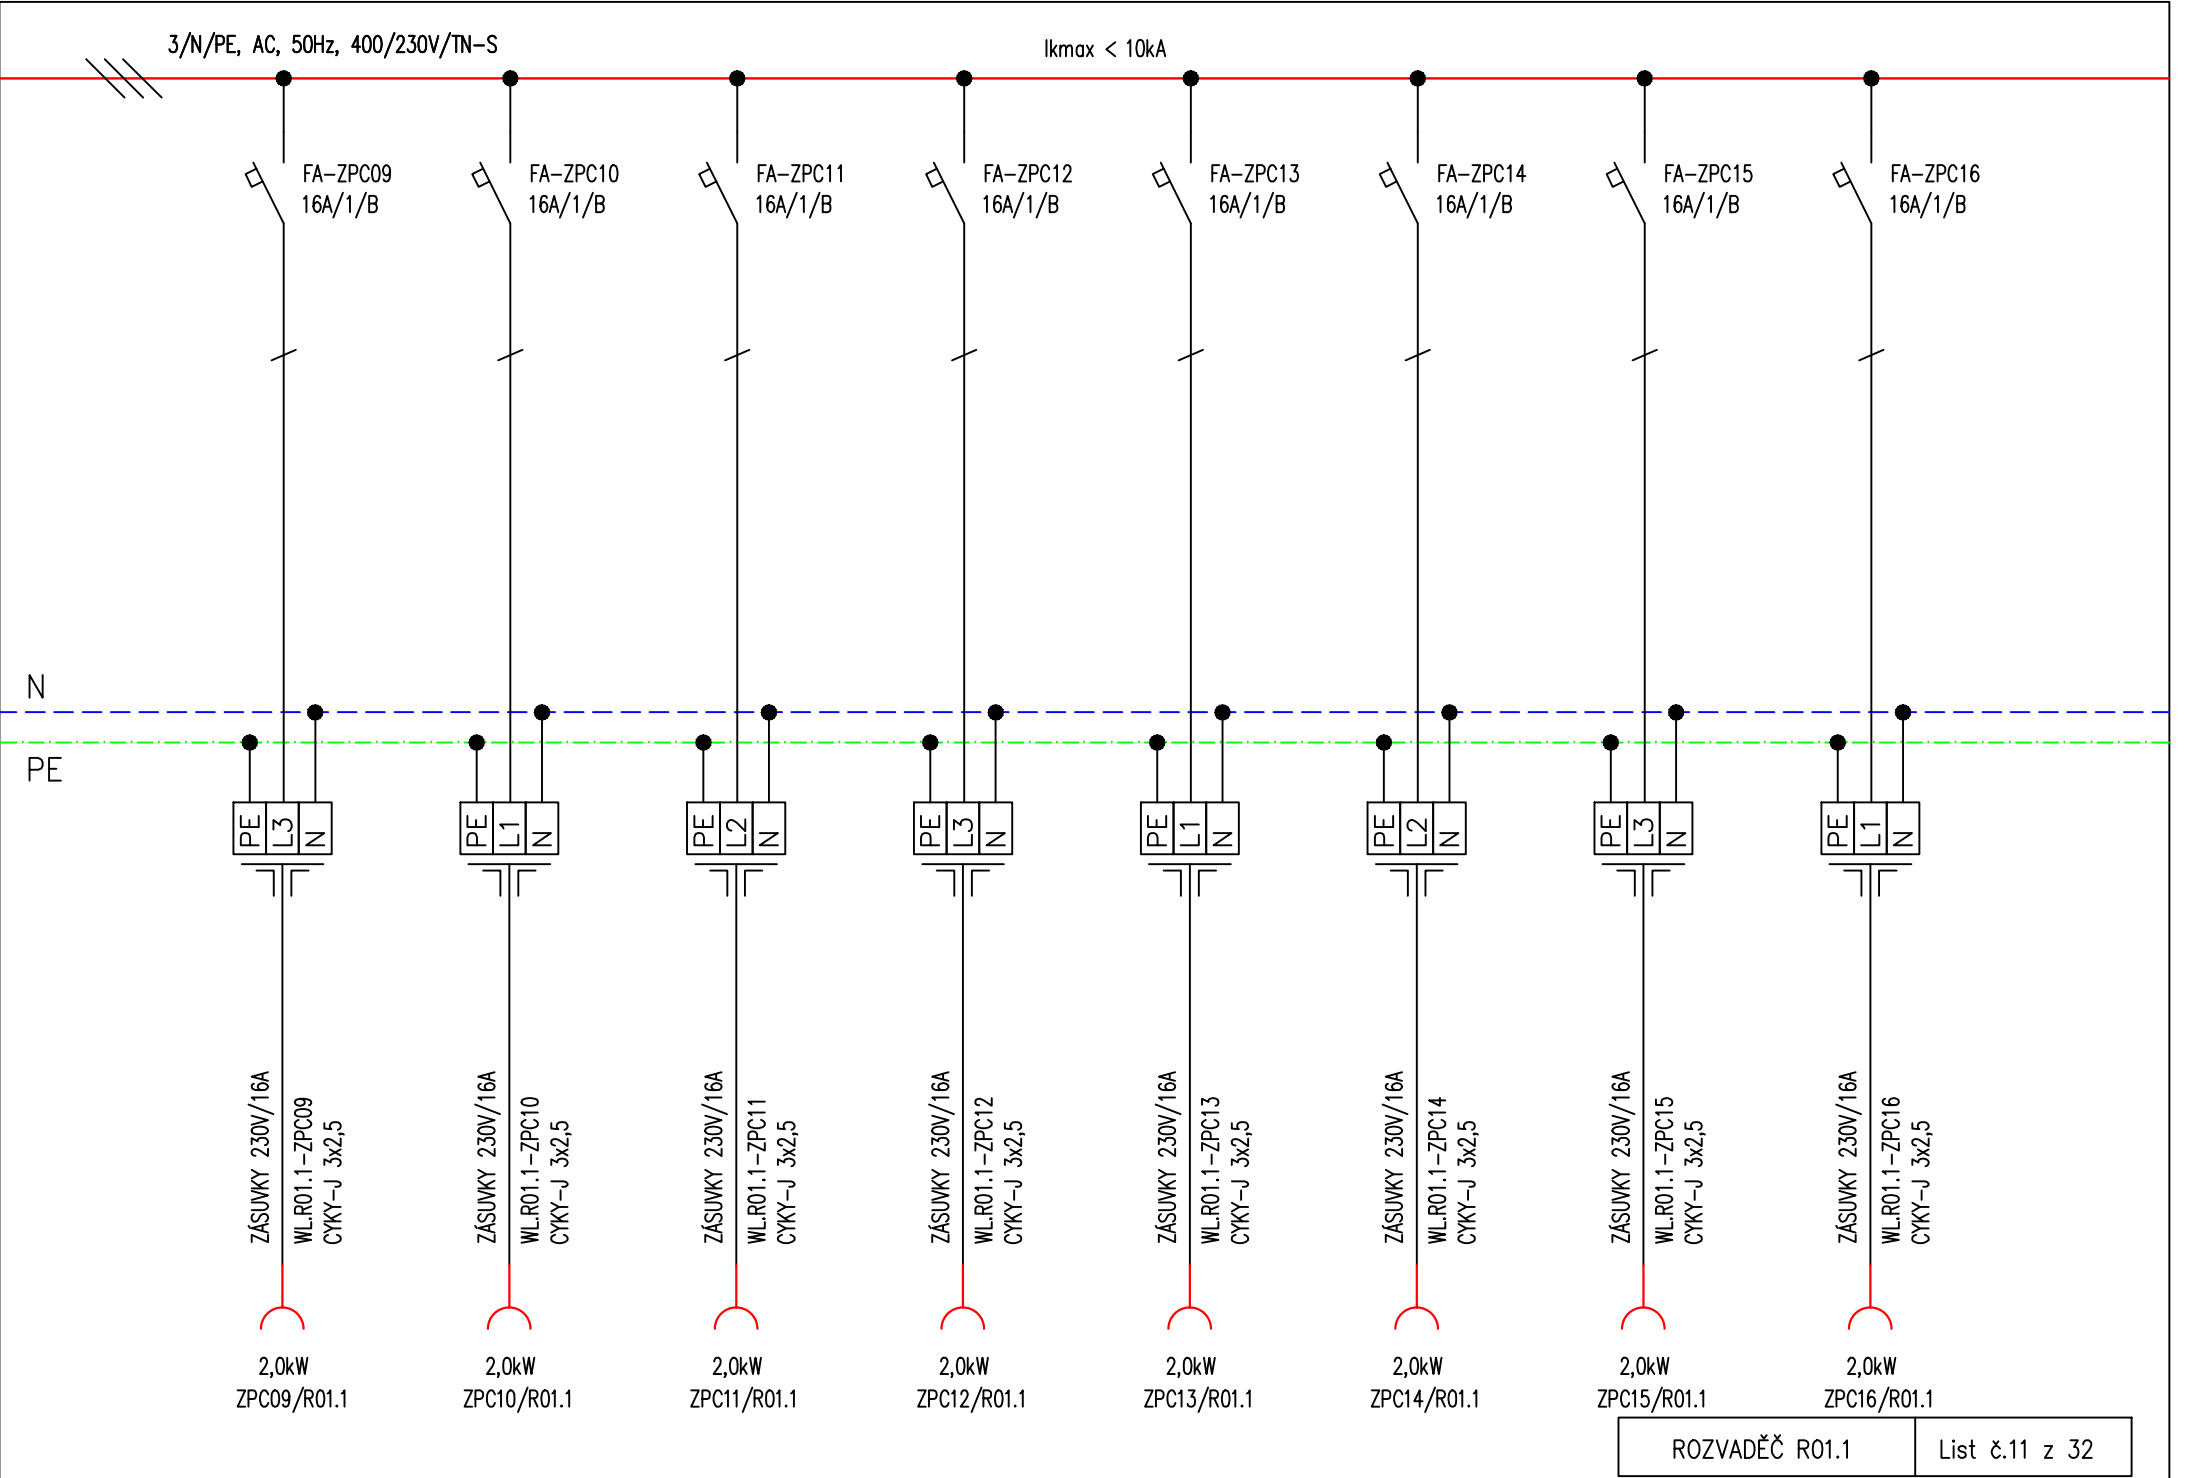 3/N/PE, AC, 50Hz, 400/230V/TN-S
Ikmax < 10kA
FA-ZPC09
16A/1/B
FA-ZPC10
16A/1/B
FA-ZPC11
16A/1/B
FA-ZPC12
16A/1/B
FA-ZPC13
16A/1/B
FA-ZPC14
16A/1/B
FA-ZPC15
16A/1/B
FA-ZPC16
16A/1/B
N
PE
PE L3 N
PE L1 N
PE L2 N
PE L3 N
PE L1 N
PE L2 N
PE L3 N
PE L1 N
ZÁSUVKY 230V/16A
WL.R01.1-ZPC09
CYKY-J 3x2,5
ZÁSUVKY 230V/16A
WL.R01.1-ZPC10
CYKY-J 3x2,5
ZÁSUVKY 230V/16A
WL.R01.1-ZPC11
CYKY-J 3x2,5
ZÁSUVKY 230V/16A
WL.R01.1-ZPC12
CYKY-J 3x2,5
ZÁSUVKY 230V/16A
WL.R01.1-ZPC13
CYKY-J 3x2,5
ZÁSUVKY 230V/16A
WL.R01.1-ZPC14
CYKY-J 3x2,5
ZÁSUVKY 230V/16A
WL.R01.1-ZPC15
CYKY-J 3x2,5
ZÁSUVKY 230V/16A
WL.R01.1-ZPC16
CYKY-J 3x2,5
2,0kW
ZPC09/R01.1
2,0kW
ZPC10/R01.1
2,0kW
ZPC11/R01.1
2,0kW
ZPC12/R01.1
2,0kW
ZPC13/R01.1
2,0kW
ZPC14/R01.1
2,0kW
ZPC15/R01.1
2,0kW
ZPC16/R01.1
ROZVADĚČ R01.1
List č.11 z 32